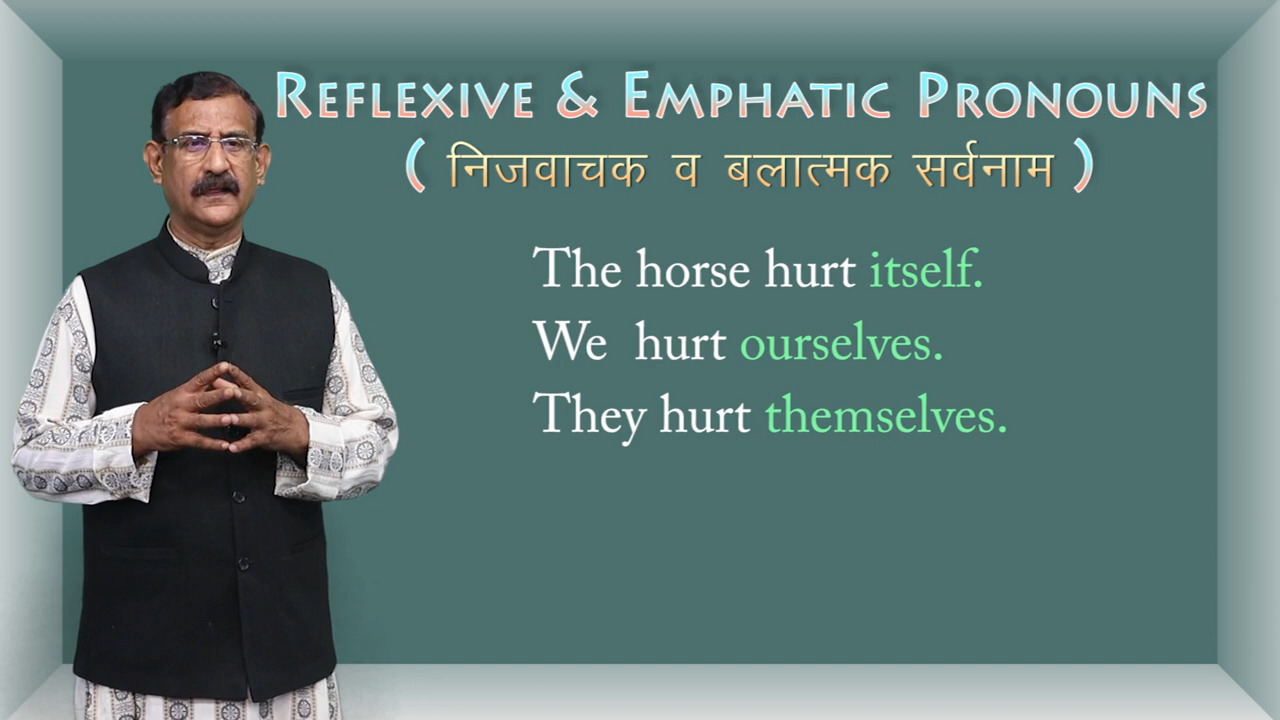 REFLEXIVE & EMPHATIC PRONOUNS
( निजवाचक व बलात्मक सर्वनाम )
The horse hurt itself.
We hurt ourselves.
They hurt themselves.